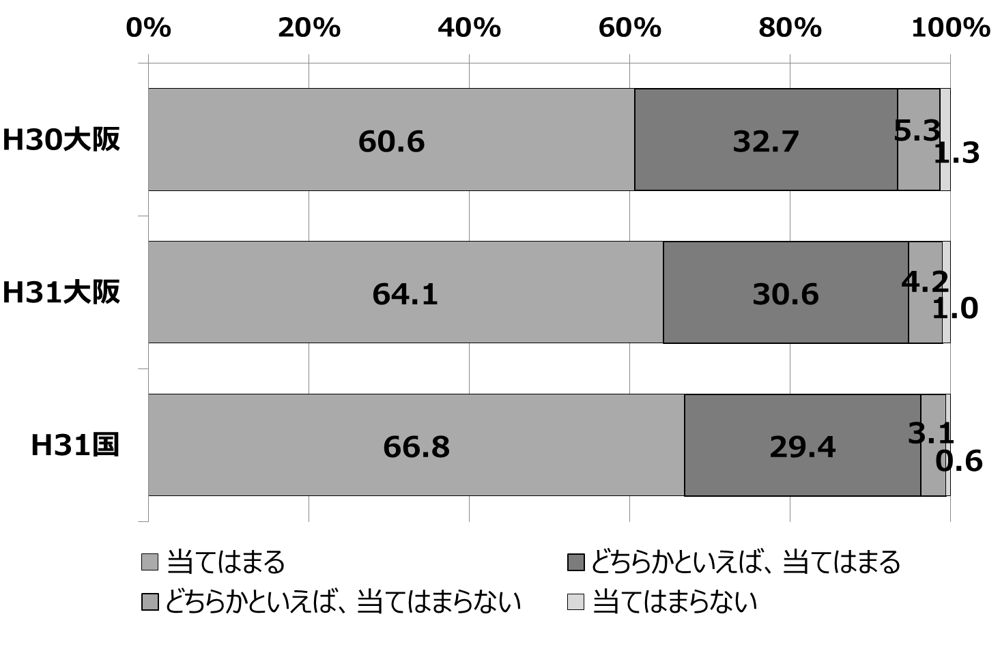 0% 20% 40% 60% 80% 100%
H30大阪 60.6 32.7 5.3 1.3
H31大阪 64.1 30.6 4.2 1.0
H31国 66.8 29.4 3.1 0.6
当てはまる どちらかといえば、当てはまる
どちらかといえば、当てはまらない 当てはまらない